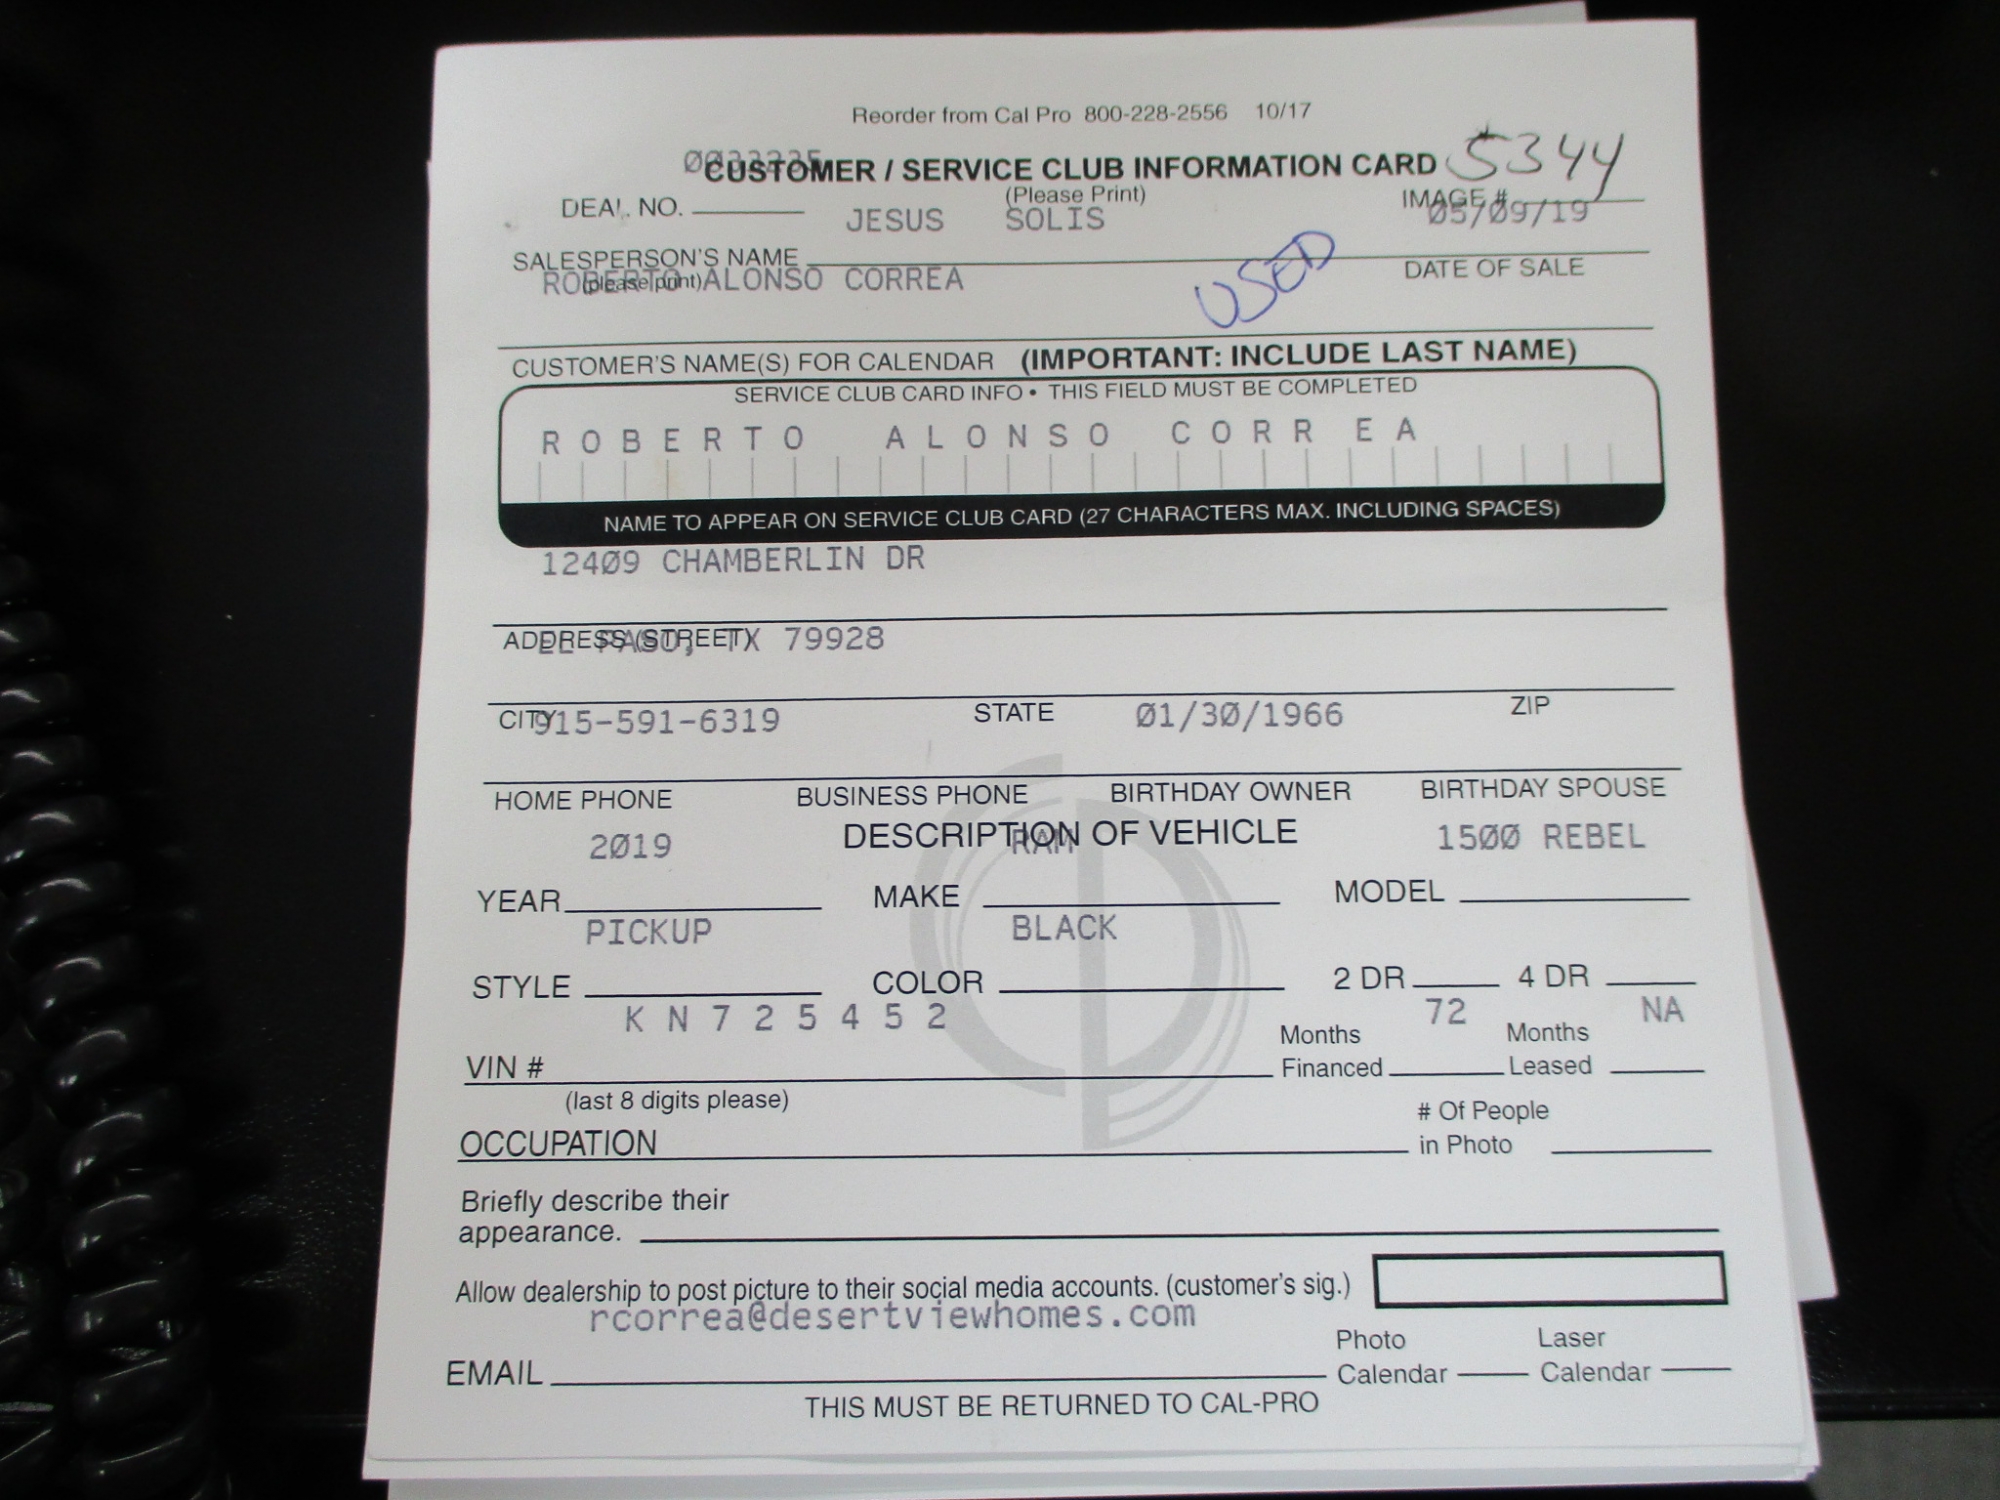 Reorder from Cal Pro 800-228-2556 10/17
CUSTOMER / SERVICE CLUB INFORMATION CARD 5344
(Please Print)
DEAL NO. IMAGE #
JESUS SOLIS 05/09/19
SALESPERSON'S NAME DATE OF SALE
(please print)
ROBERTO ALONSO CORREA
USED
CUSTOMER'S NAME(S) FOR CALENDAR (IMPORTANT: INCLUDE LAST NAME)
SERVICE CLUB CARD INFO • THIS FIELD MUST BE COMPLETED
ROBERTO ALONSO CORREA
NAME TO APPEAR ON SERVICE CLUB CARD (27 CHARACTERS MAX. INCLUDING SPACES)
12409 CHAMBERLIN DR
ADDRESS (STREET)
EL PASO, TX 79928
CITY STATE ZIP
915-591-6319 01/30/1966
HOME PHONE BUSINESS PHONE BIRTHDAY OWNER BIRTHDAY SPOUSE
DESCRIPTION OF VEHICLE
2019 RAM 1500 REBEL
YEAR MAKE MODEL
PICKUP BLACK
STYLE COLOR 2 DR 4 DR
KN725452 72 NA
VIN # Months Financed Months Leased
(last 8 digits please)
OCCUPATION # Of People in Photo
Briefly describe their
appearance.
Allow dealership to post picture to their social media accounts. (customer's sig.)
rcorrea@desertviewhomes.com
EMAIL Photo Calendar Laser Calendar
THIS MUST BE RETURNED TO CAL-PRO